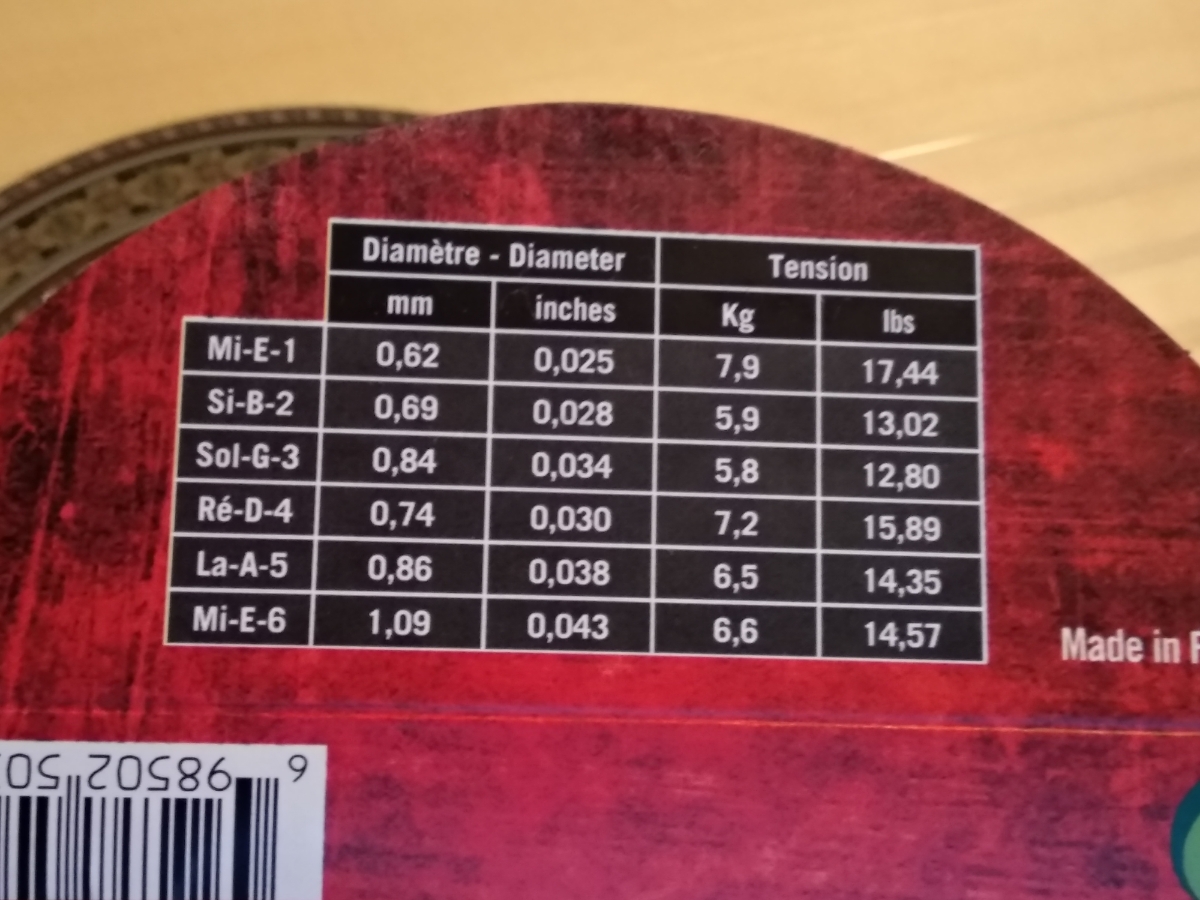 Diamètre - Diameter Tension
mm inches Kg lbs
Mi-E-1 0,62 0,025 7,9 17,44
Si-B-2 0,69 0,028 5,9 13,02
Sol-G-3 0,84 0,034 5,8 12,80
Ré-D-4 0,74 0,030 7,2 15,89
La-A-5 0,86 0,038 6,5 14,35
Mi-E-6 1,09 0,043 6,6 14,57
Made in
6 98502 50